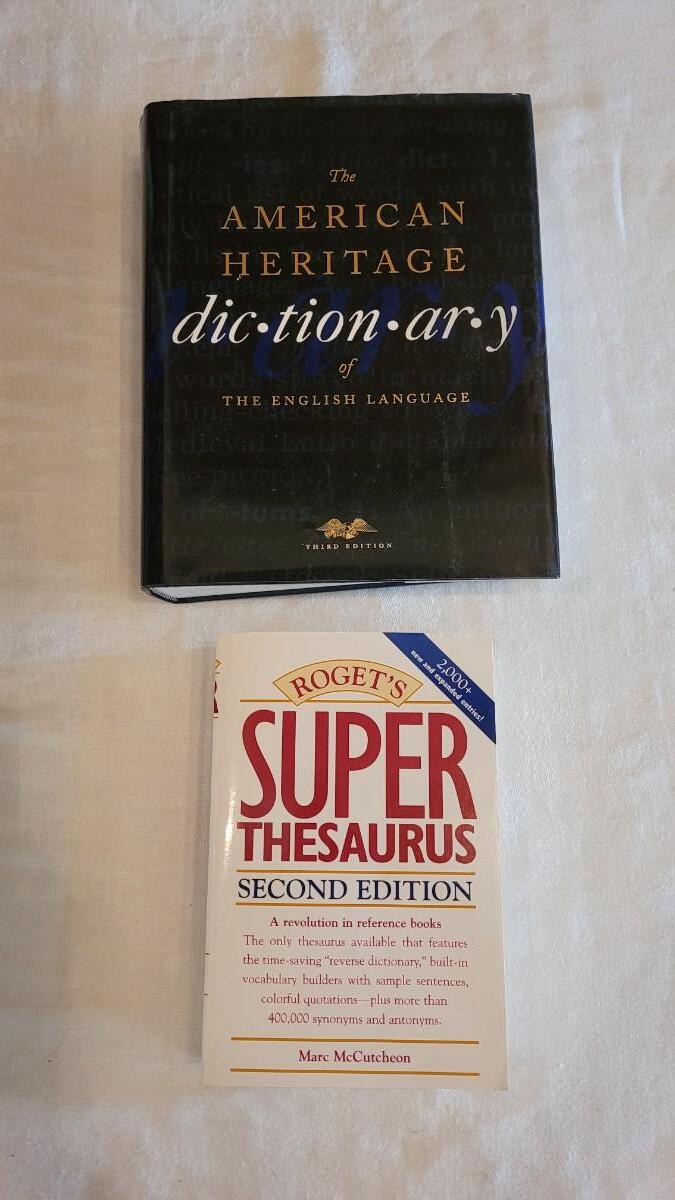 The
AMERICAN
HERITAGE
dic•tion•ar•y
of
THE ENGLISH LANGUAGE
THIRD EDITION
ROGET'S
2,000+
new and expanded entries!
SUPER
THESAURUS
SECOND EDITION
A revolution in reference books
The only thesaurus available that features
the time-saving "reverse dictionary," built-in
vocabulary builders with sample sentences,
colorful quotations—plus more than
400,000 synonyms and antonyms.
Marc McCutcheon